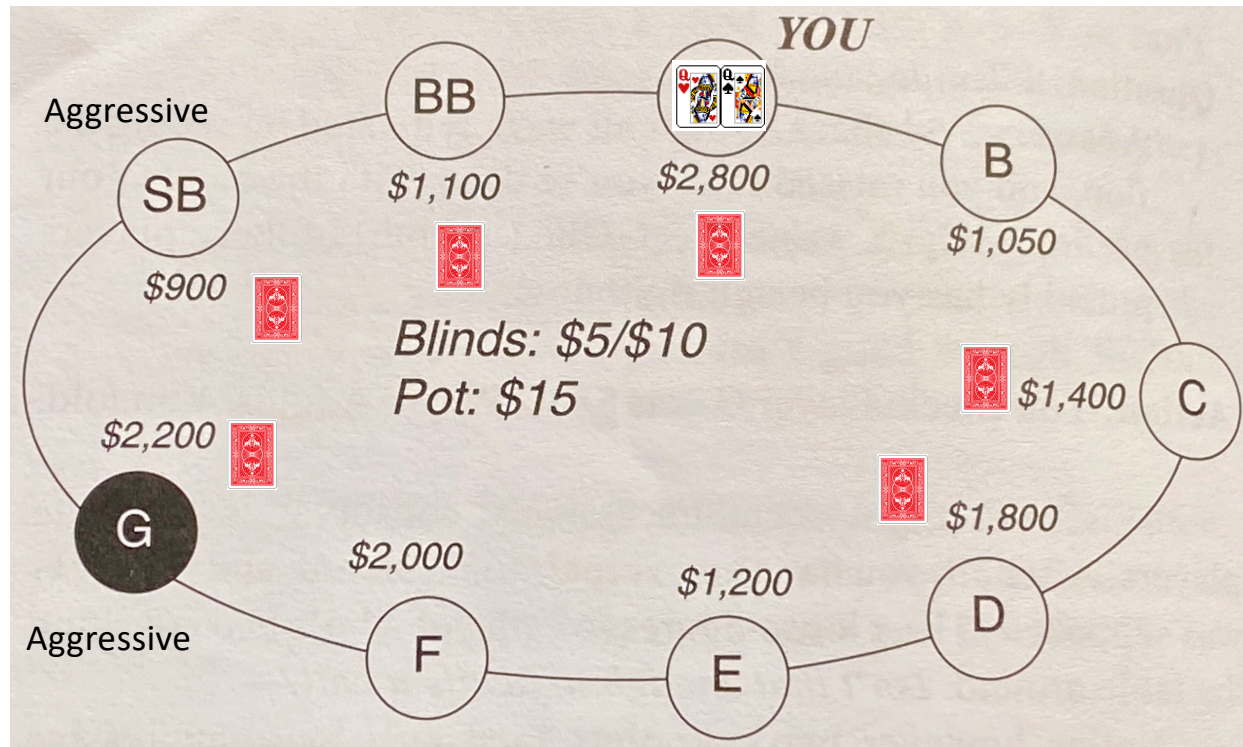 YOU
BB
Q Q
Aggressive
SB
B
$1,100
$2,800
$1,050
$900
Blinds: $5/$10
Pot: $15
$1,400
C
$2,200
G
$2,000
$1,800
$1,200
D
F
E
Aggressive